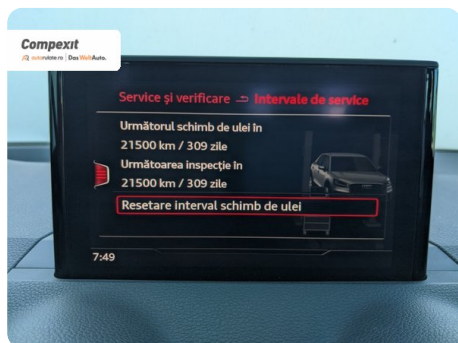 Compexit
autorulate.ro | Das WeltAuto.
Service și verificare Intervale de service
Următorul schimb de ulei în
21500 km / 309 zile
Următoarea inspecție în
21500 km / 309 zile
Resetare interval schimb de ulei
7:49